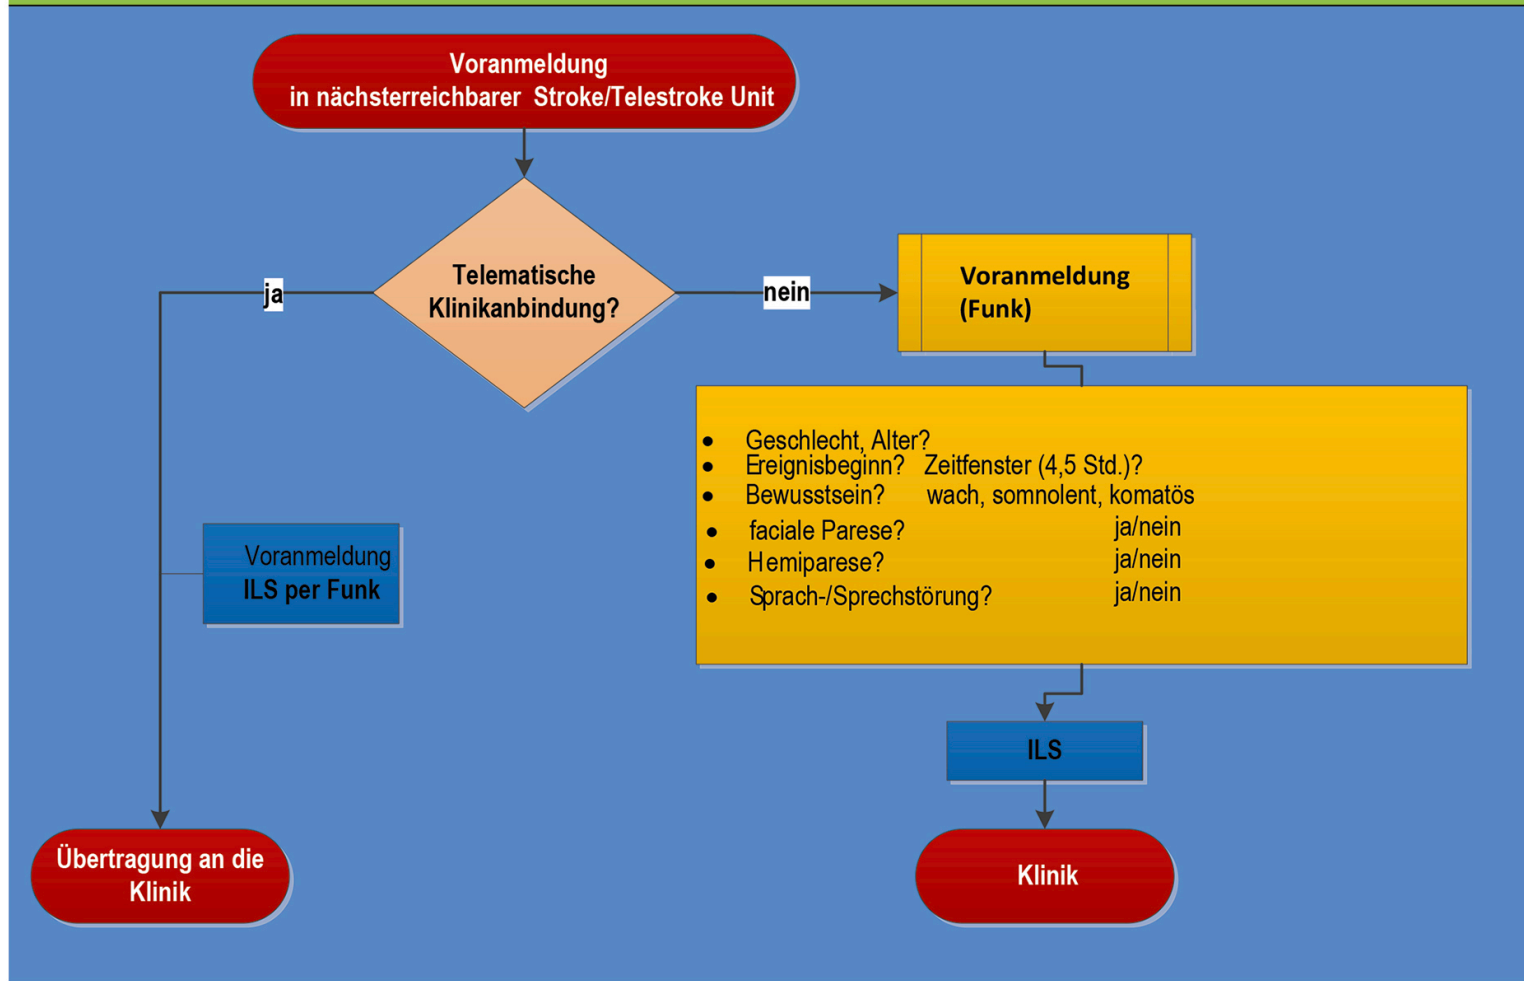 Voranmeldung
in nächsterreichbarer Stroke/Telestroke Unit
Telematische
Klinikanbindung?
ja
nein
Voranmeldung
(Funk)
Geschlecht, Alter?
Ereignisbeginn? Zeitfenster (4,5 Std.)?
Bewusstsein? wach, somnolent, komatös
faciale Parese? ja/nein
Hemiparese? ja/nein
Sprach-/Sprechstörung? ja/nein
Voranmeldung
ILS per Funk
ILS
Übertragung an die
Klinik
Klinik